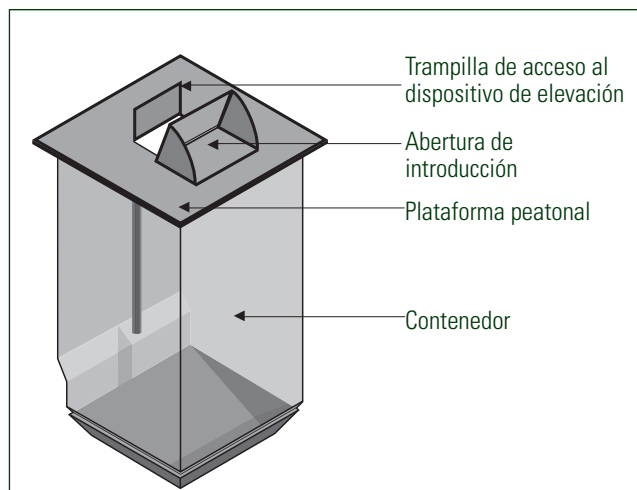 Trampilla de acceso al
dispositivo de elevación
Abertura de
introducción
Plataforma peatonal
Contenedor